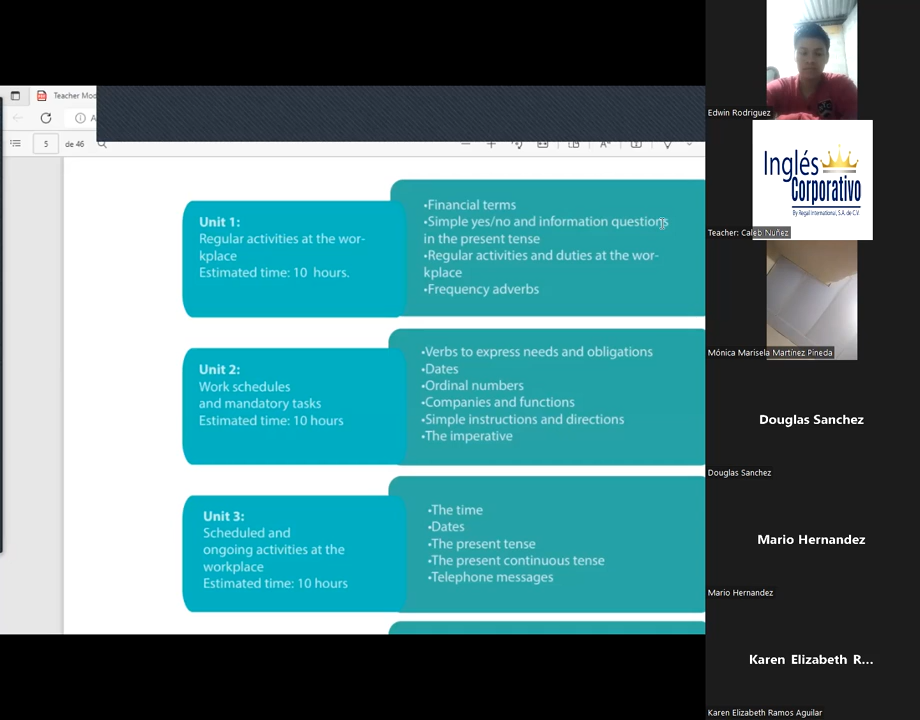 Teacher Mod
5
de 46
Unit 1:
Regular activities at the wor-
kplace
Estimated time: 10 hours.
•Financial terms
•Simple yes/no and information questions
in the present tense
•Regular activities and duties at the wor-
kplace
•Frequency adverbs
Unit 2:
Work schedules
and mandatory tasks
Estimated time: 10 hours
•Verbs to express needs and obligations
•Dates
•Ordinal numbers
•Companies and functions
•Simple instructions and directions
•The imperative
Unit 3:
Scheduled and
ongoing activities at the
workplace
Estimated time: 10 hours
•The time
•Dates
•The present tense
•The present continuous tense
•Telephone messages
Edwin Rodriguez
Inglés
Corporativo
By Regail International, S.A. de C.V
Teacher: Caleb Nuñez
Mónica Marisela Martínez Pineda
Douglas Sanchez
Douglas Sanchez
Mario Hernandez
Mario Hernandez
Karen Elizabeth R...
Karen Elizabeth Ramos Aguilar